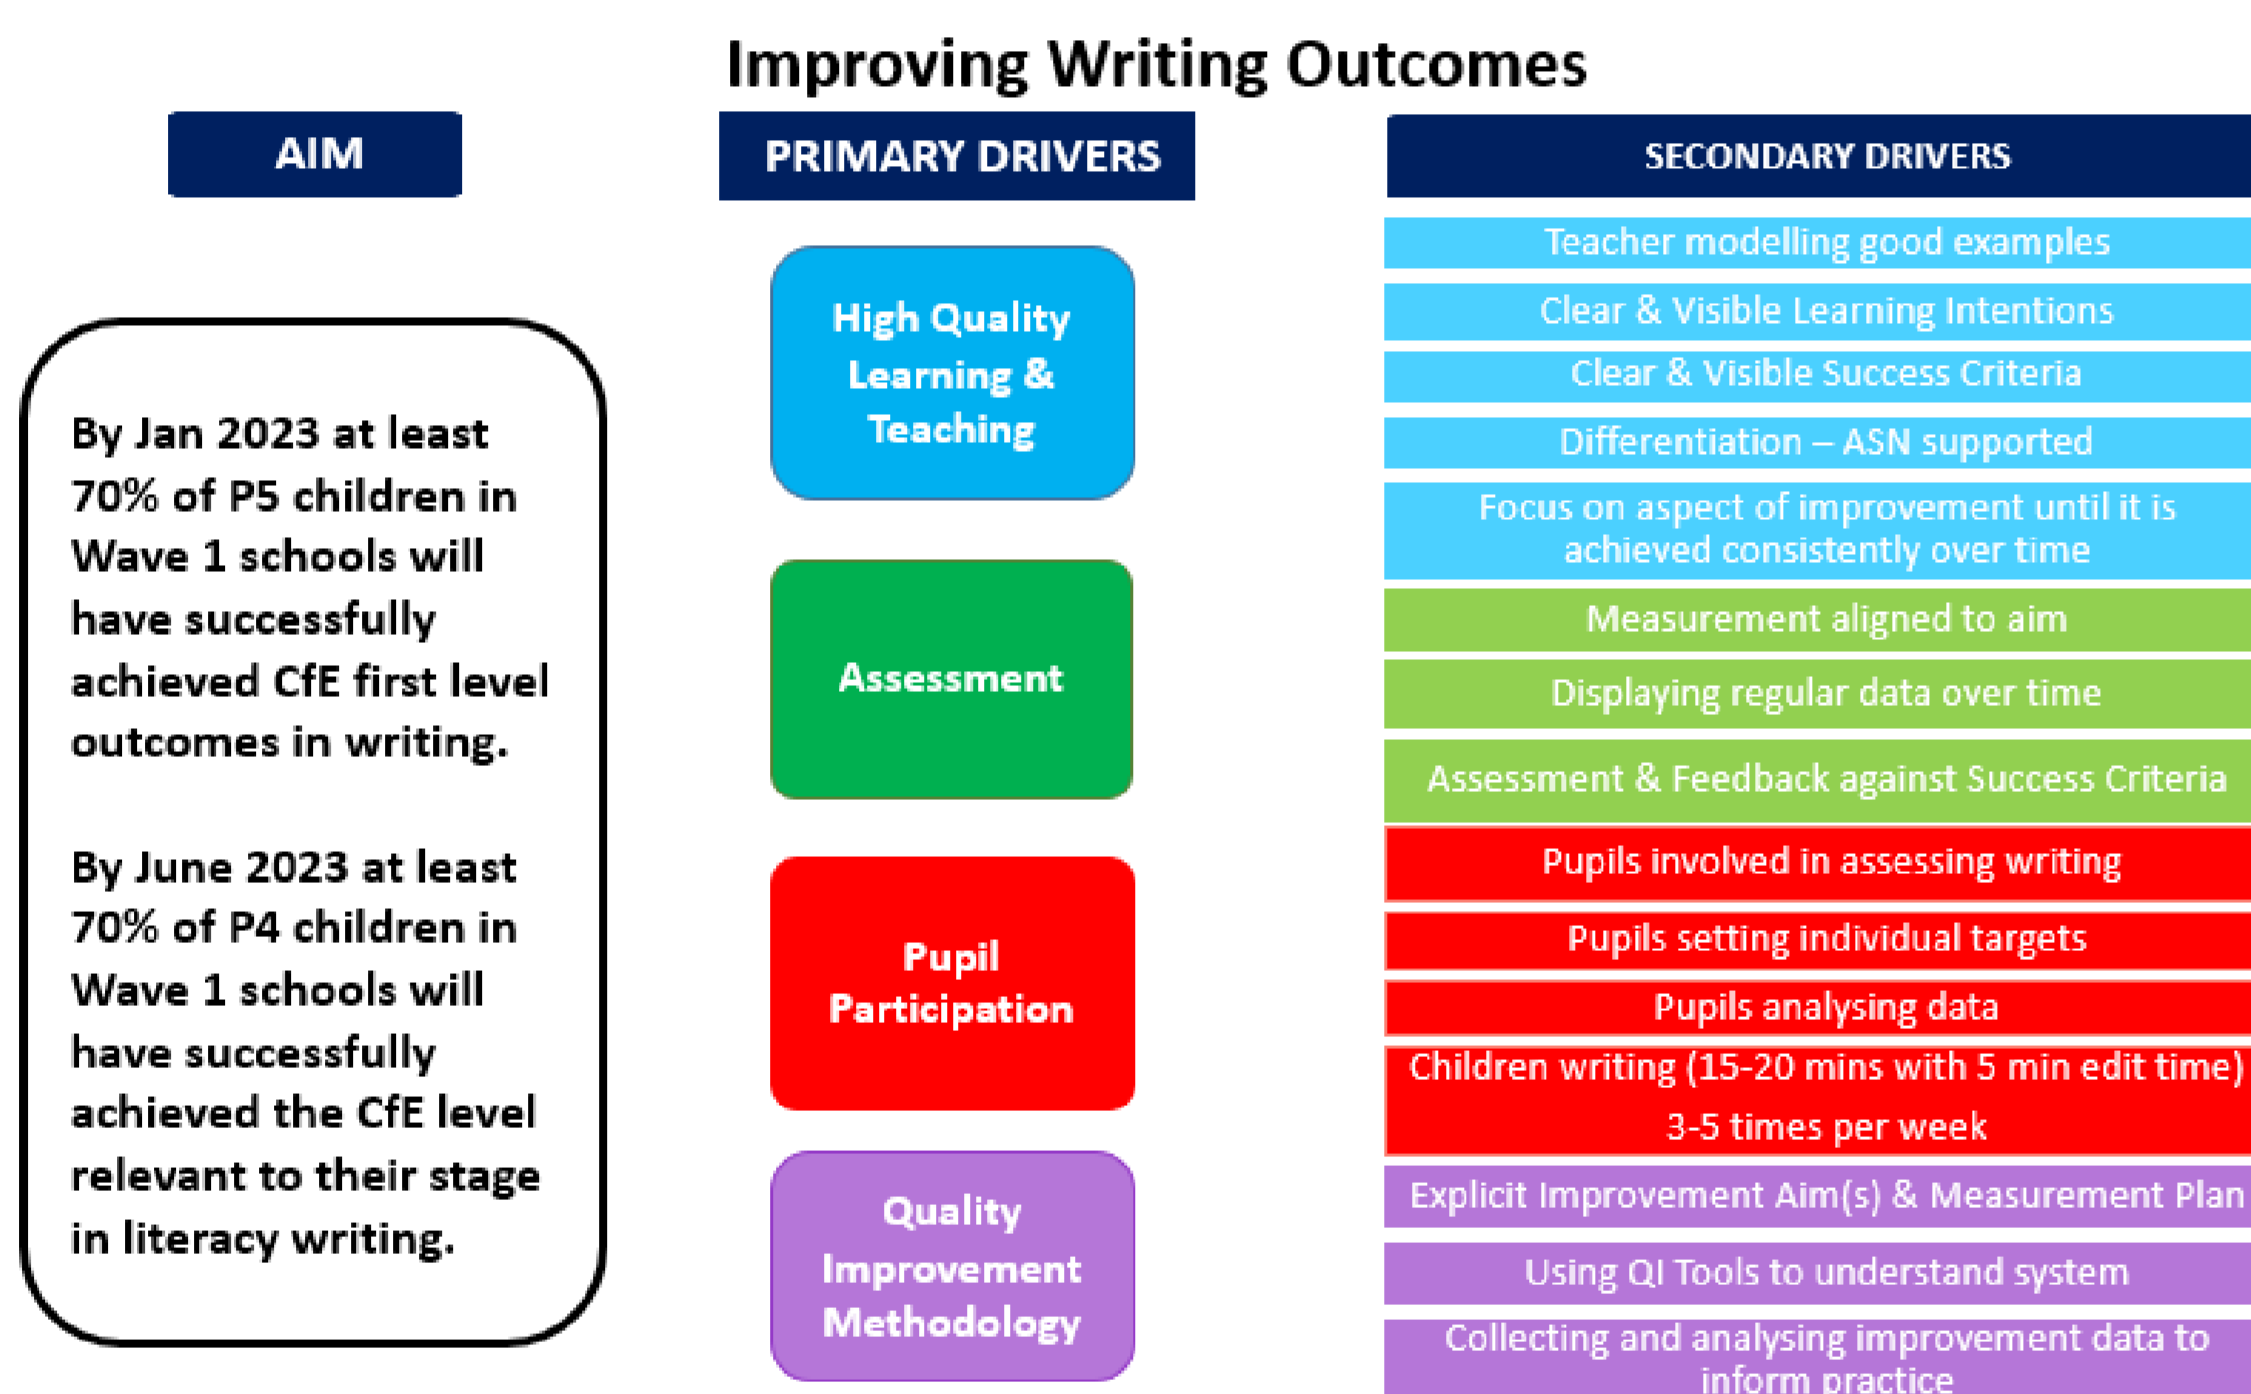 Improving Writing Outcomes
AIM
By Jan 2023 at least
70% of P5 children in
Wave 1 schools will
have successfully
achieved CfE first level
outcomes in writing.
By June 2023 at least
70% of P4 children in
Wave 1 schools will
have successfully
achieved the CfE level
relevant to their stage
in literacy writing.
PRIMARY DRIVERS
High Quality
Learning &
Teaching
Assessment
Pupil
Participation
Quality
Improvement
Methodology
SECONDARY DRIVERS
Teacher modelling good examples
Clear & Visible Learning Intentions
Clear & Visible Success Criteria
Differentiation – ASN supported
Focus on aspect of improvement until it is
achieved consistently over time
Measurement aligned to aim
Displaying regular data over time
Assessment & Feedback against Success Criteria
Pupils involved in assessing writing
Pupils setting individual targets
Pupils analysing data
Children writing (15-20 mins with 5 min edit time)
3-5 times per week
Explicit Improvement Aim(s) & Measurement Plan
Using QI Tools to understand system
Collecting and analysing improvement data to
inform practice